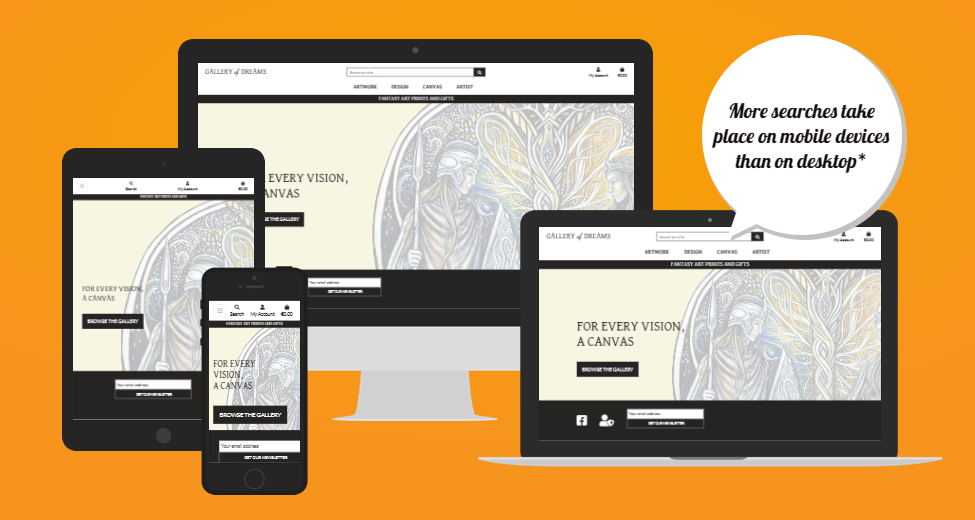 GALLERY of DREAMS
Search our site
My Account
€0.00
ARTWORK DESIGN CANVAS ARTIST
FANTASY ART PRINTS AND GIFTS
EVERY VISION,
ANVAS
SE THE GALLERY
Your email address
GET OUR NEWSLETTER
More searches take
place on mobile devices
than on desktop*
Search
My Account
€0.00
FANTASY ART PRINTS AND GIFTS
FOR EVERY VISION,
A CANVAS
BROWSE THE GALLERY
Your email address
GET OUR NEWSLETTER
Search My Account €0.00
FANTASY ART PRINTS AND GIFTS
FOR EVERY
VISION,
A CANVAS
BROWSE THE GALLERY
Your email address
GET OUR NEWSLETTER
GALLERY of DREAMS
Search our site
My Account
€0.00
ARTWORK DESIGN CANVAS ARTIST
FANTASY ART PRINTS AND GIFTS
FOR EVERY VISION,
A CANVAS
BROWSE THE GALLERY
Your email address
GET OUR NEWSLETTER